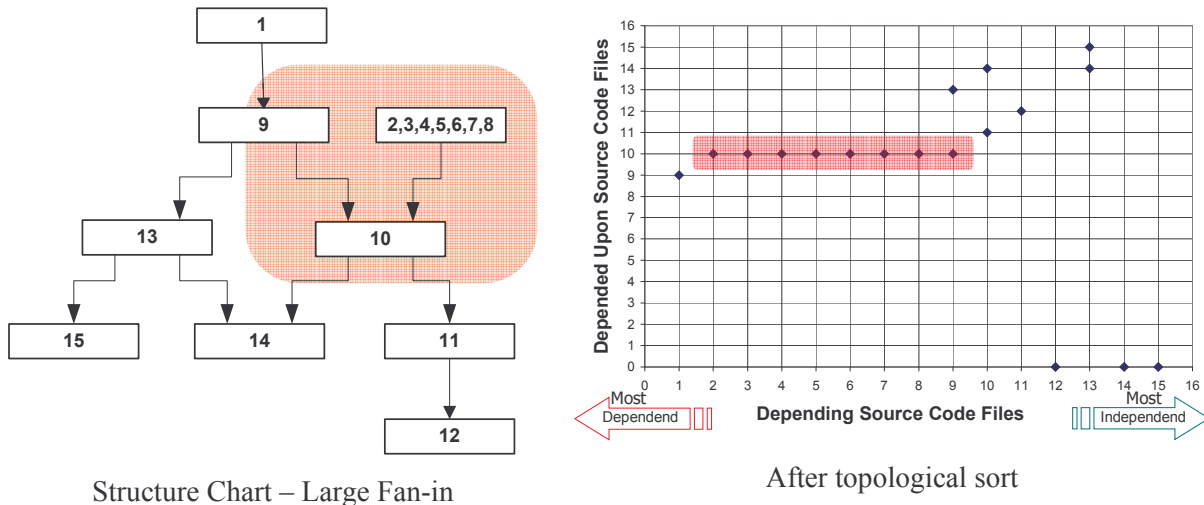 1
9
2,3,4,5,6,7,8
13
10
15
14
11
12
Structure Chart – Large Fan-in
Depended Upon Source Code Files
16
15
14
13
12
11
10
9
8
7
6
5
4
3
2
1
0
0 1 2 3 4 5 6 7 8 9 10 11 12 13 14 15 16
Most
Dependend
Depending Source Code Files
Most
Independend
After topological sort